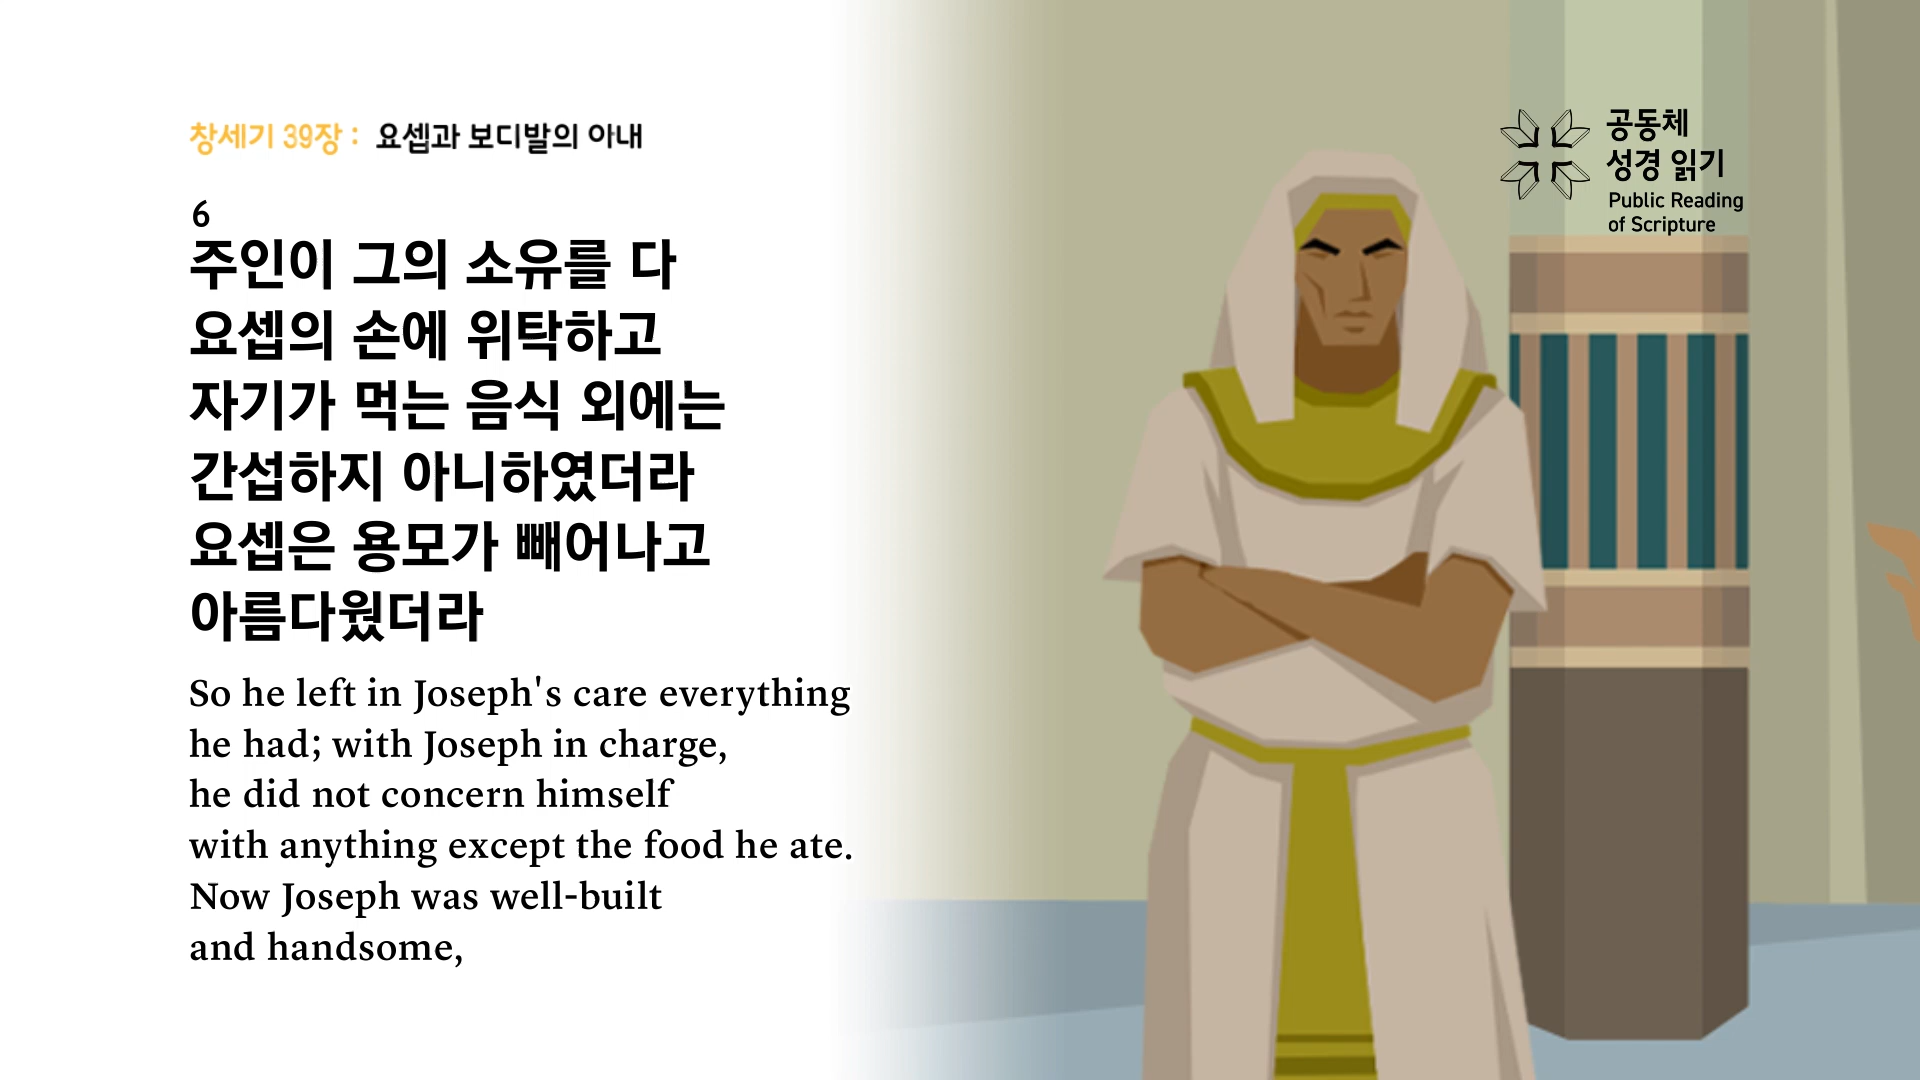 창세기 39장 : 요셉과 보디발의 아내
공동체
성경 읽기
Public Reading
of Scripture
6
주인이 그의 소유를 다
요셉의 손에 위탁하고
자기가 먹는 음식 외에는
간섭하지 아니하였더라
요셉은 용모가 빼어나고
아름다웠더라
So he left in Joseph's care everything
he had; with Joseph in charge,
he did not concern himself
with anything except the food he ate.
Now Joseph was well-built
and handsome,